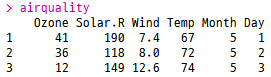 > airquality
Ozone Solar.R Wind Temp Month Day
1 41 190 7.4 67 5 1
2 36 118 8.0 72 5 2
3 12 149 12.6 74 5 3